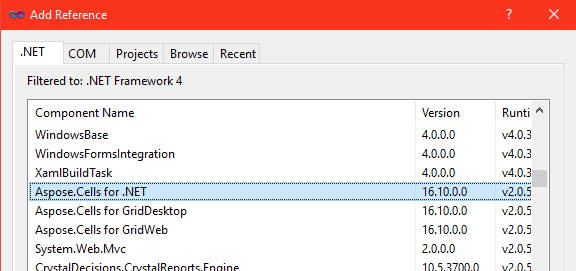 Add Reference
.NET COM Projects Browse Recent
Filtered to: .NET Framework 4
Component Name Version Runti
WindowsBase 4.0.0.0 v4.0.3
WindowsFormsIntegration 4.0.0.0 v4.0.3
XamlBuildTask 4.0.0.0 v4.0.3
Aspose.Cells for .NET 16.10.0.0 v2.0.5
Aspose.Cells for GridDesktop 16.10.0.0 v2.0.5
Aspose.Cells for GridWeb 16.10.0.0 v2.0.5
System.Web.Mvc 2.0.0.0 v2.0.5
CrystalDecisions.CrystalReports.Engine 10.5.3700.0 v2.0.5